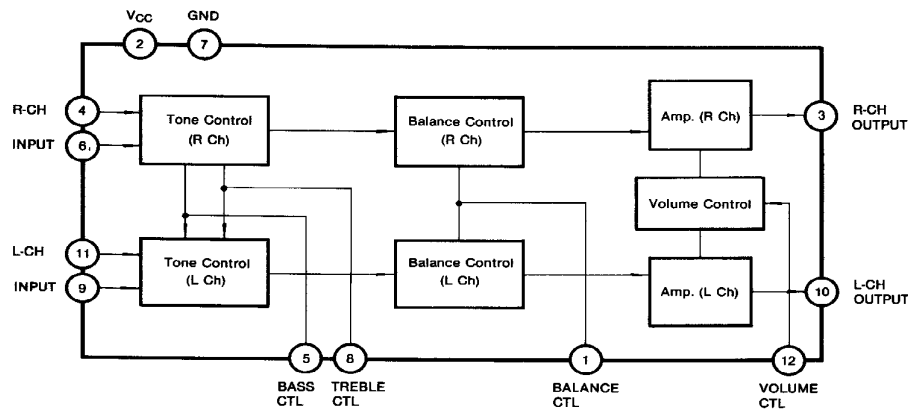 VCC
GND
2
7
R-CH
4
INPUT
6
Tone Control
(R Ch)
Balance Control
(R Ch)
Amp. (R Ch)
3
R-CH
OUTPUT
Volume Control
L-CH
11
INPUT
9
Tone Control
(L Ch)
Balance Control
(L Ch)
Amp. (L Ch)
10
L-CH
OUTPUT
5
8
1
12
BASS
CTL
TREBLE
CTL
BALANCE
CTL
VOLUME
CTL